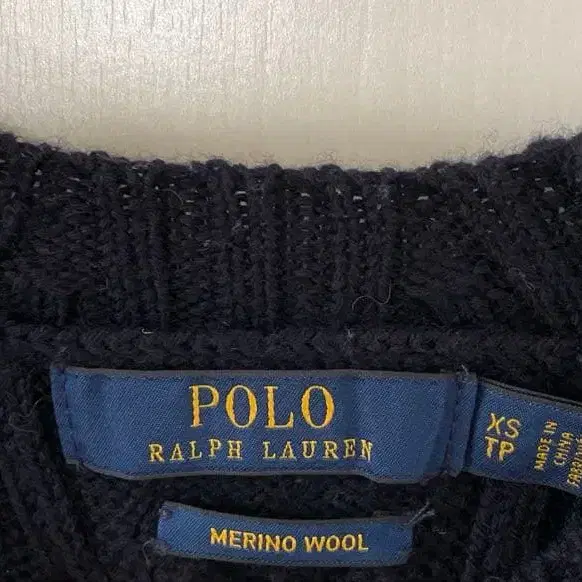 POLO
RALPH LAUREN
XS
TP
MADE IN
CHINA
MERINO WOOL